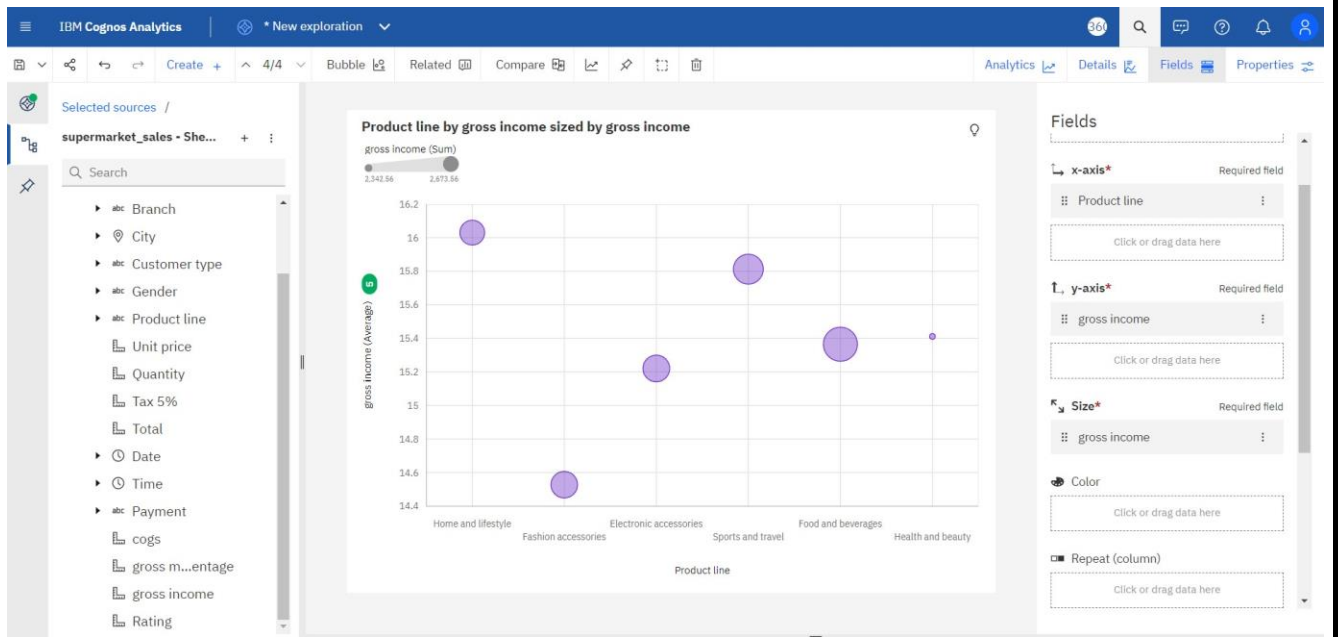 IBM Cognos Analytics
* New exploration
360
Create + 4/4 Bubble Related Compare Analytics Details Fields Properties
Selected sources /
supermarket_sales - She...
Search
abc Branch
City
abc Customer type
abc Gender
abc Product line
Unit price
Quantity
Tax 5%
Total
Date
Time
abc Payment
cogs
gross m...entage
gross income
Rating
Product line by gross income sized by gross income
gross income (Sum)
2,342.56 2,673.56
16.2
16
15.8
15.6
15.4
15.2
15
14.8
14.6
14.4
gross income (Average)
5
Home and lifestyle Electronic accessories Food and beverages
Fashion accessories Sports and travel Health and beauty
Product line
Fields
x-axis* Required field
Product line
Click or drag data here
y-axis* Required field
gross income
Click or drag data here
Size* Required field
gross income
Color
Click or drag data here
Repeat (column)
Click or drag data here